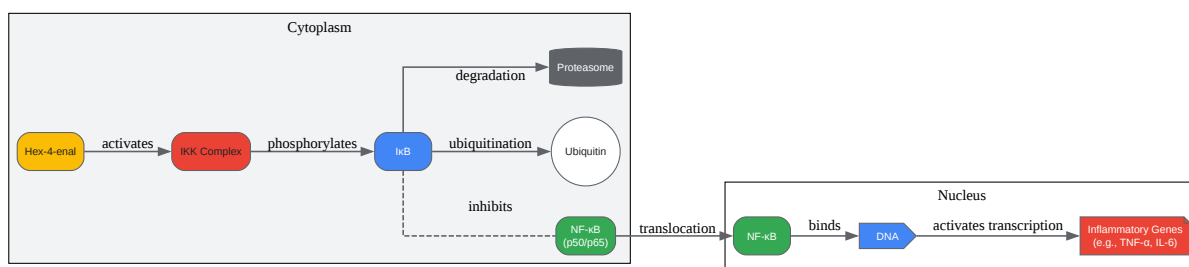 Cytoplasm
degradation
Proteasome
Hex-4-enal
activates
IKK Complex
phosphorylates
IκB
ubiquitination
Ubiquitin
inhibits
NF-κB
(p50/p65)
translocation
Nucleus
NF-κB
binds
DNA
activates transcription
Inflammatory Genes
(e.g., TNF-α, IL-6)